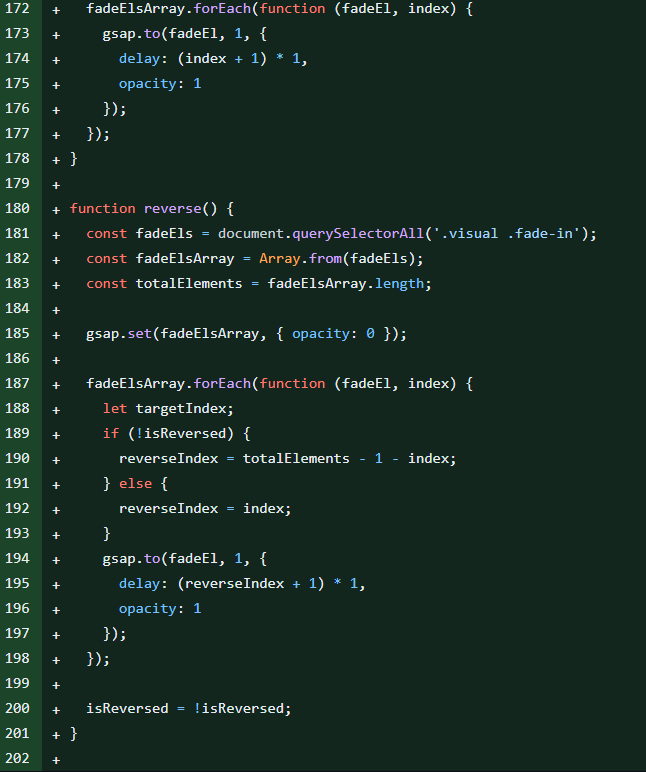 172 +   fadeElsArray.forEach(function (fadeEl, index) {
173 +     gsap.to(fadeEl, 1, {
174 +       delay: (index + 1) * 1,
175 +       opacity: 1
176 +     });
177 +   });
178 + }
179 +
180 + function reverse() {
181 +   const fadeEls = document.querySelectorAll('.visual .fade-in');
182 +   const fadeElsArray = Array.from(fadeEls);
183 +   const totalElements = fadeElsArray.length;
184 +
185 +   gsap.set(fadeElsArray, { opacity: 0 });
186 +
187 +   fadeElsArray.forEach(function (fadeEl, index) {
188 +     let targetIndex;
189 +     if (!isReversed) {
190 +       reverseIndex = totalElements - 1 - index;
191 +     } else {
192 +       reverseIndex = index;
193 +     }
194 +     gsap.to(fadeEl, 1, {
195 +       delay: (reverseIndex + 1) * 1,
196 +       opacity: 1
197 +     });
198 +   });
199 +
200 +   isReversed = !isReversed;
201 + }
202 +